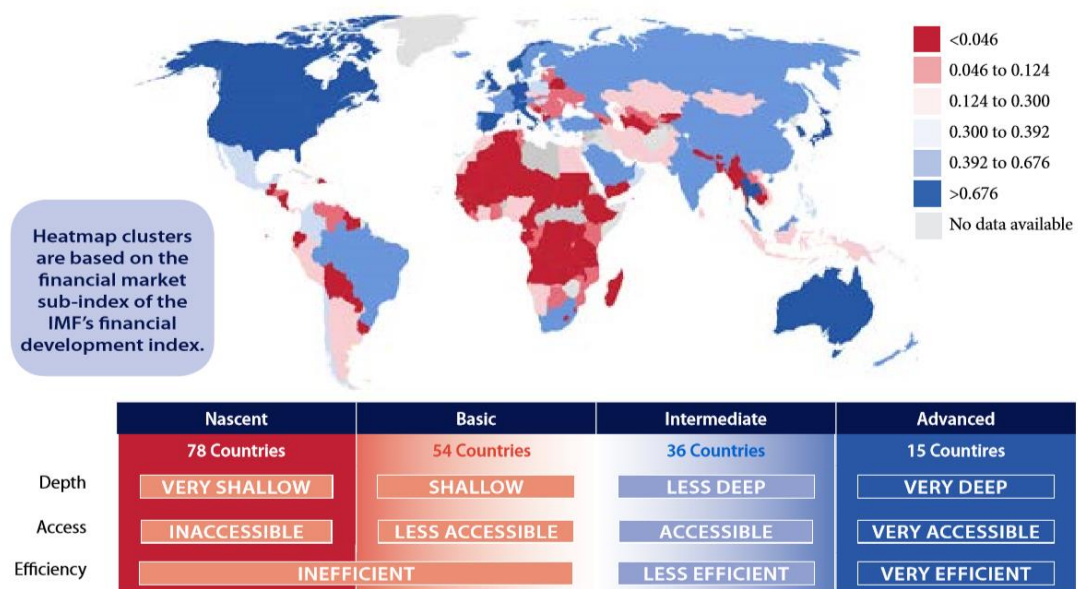 <0.046
0.046 to 0.124
0.124 to 0.300
0.300 to 0.392
0.392 to 0.676
>0.676
No data available
Heatmap clusters
are based on the
financial market
sub-index of the
IMF's financial
development index.
Nascent Basic Intermediate Advanced
78 Countries 54 Countries 36 Countries 15 Countires
Depth VERY SHALLOW SHALLOW LESS DEEP VERY DEEP
Access INACCESSIBLE LESS ACCESSIBLE ACCESSIBLE VERY ACCESSIBLE
Efficiency INEFFICIENT LESS EFFICIENT VERY EFFICIENT